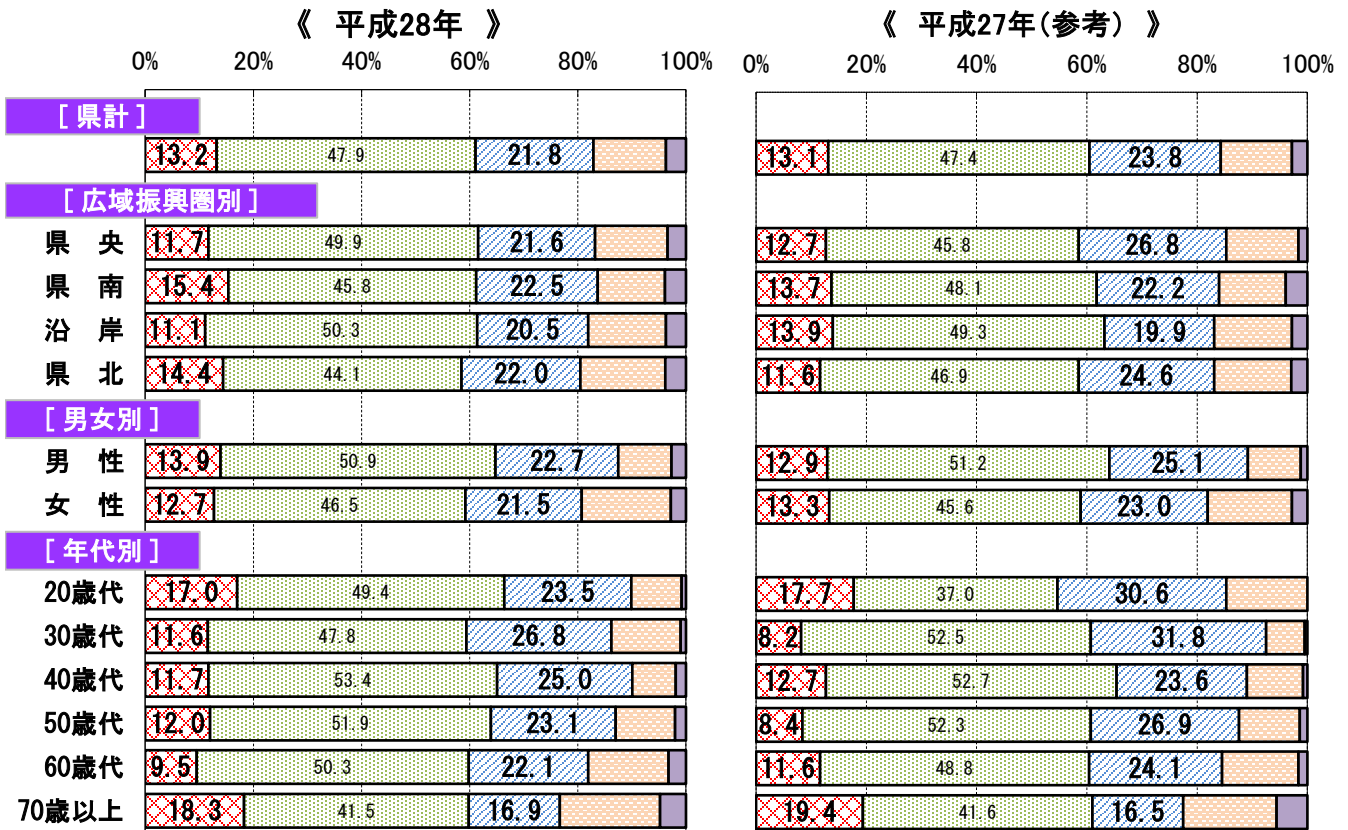 《 平成28年 》
《 平成27年(参考) 》
0% 20% 40% 60% 80% 100%
0% 20% 40% 60% 80% 100%
[ 県計 ]
13.2 47.9 21.8
13.1 47.4 23.8
[ 広域振興圏別 ]
県 央 11.7 49.9 21.6
12.7 45.8 26.8
県 南 15.4 45.8 22.5
13.7 48.1 22.2
沿 岸 11.1 50.3 20.5
13.9 49.3 19.9
県 北 14.4 44.1 22.0
11.6 46.9 24.6
[ 男女別 ]
男 性 13.9 50.9 22.7
12.9 51.2 25.1
女 性 12.7 46.5 21.5
13.3 45.6 23.0
[ 年代別 ]
20歳代 17.0 49.4 23.5
17.7 37.0 30.6
30歳代 11.6 47.8 26.8
8.2 52.5 31.8
40歳代 11.7 53.4 25.0
12.7 52.7 23.6
50歳代 12.0 51.9 23.1
8.4 52.3 26.9
60歳代 9.5 50.3 22.1
11.6 48.8 24.1
70歳以上 18.3 41.5 16.9
19.4 41.6 16.5